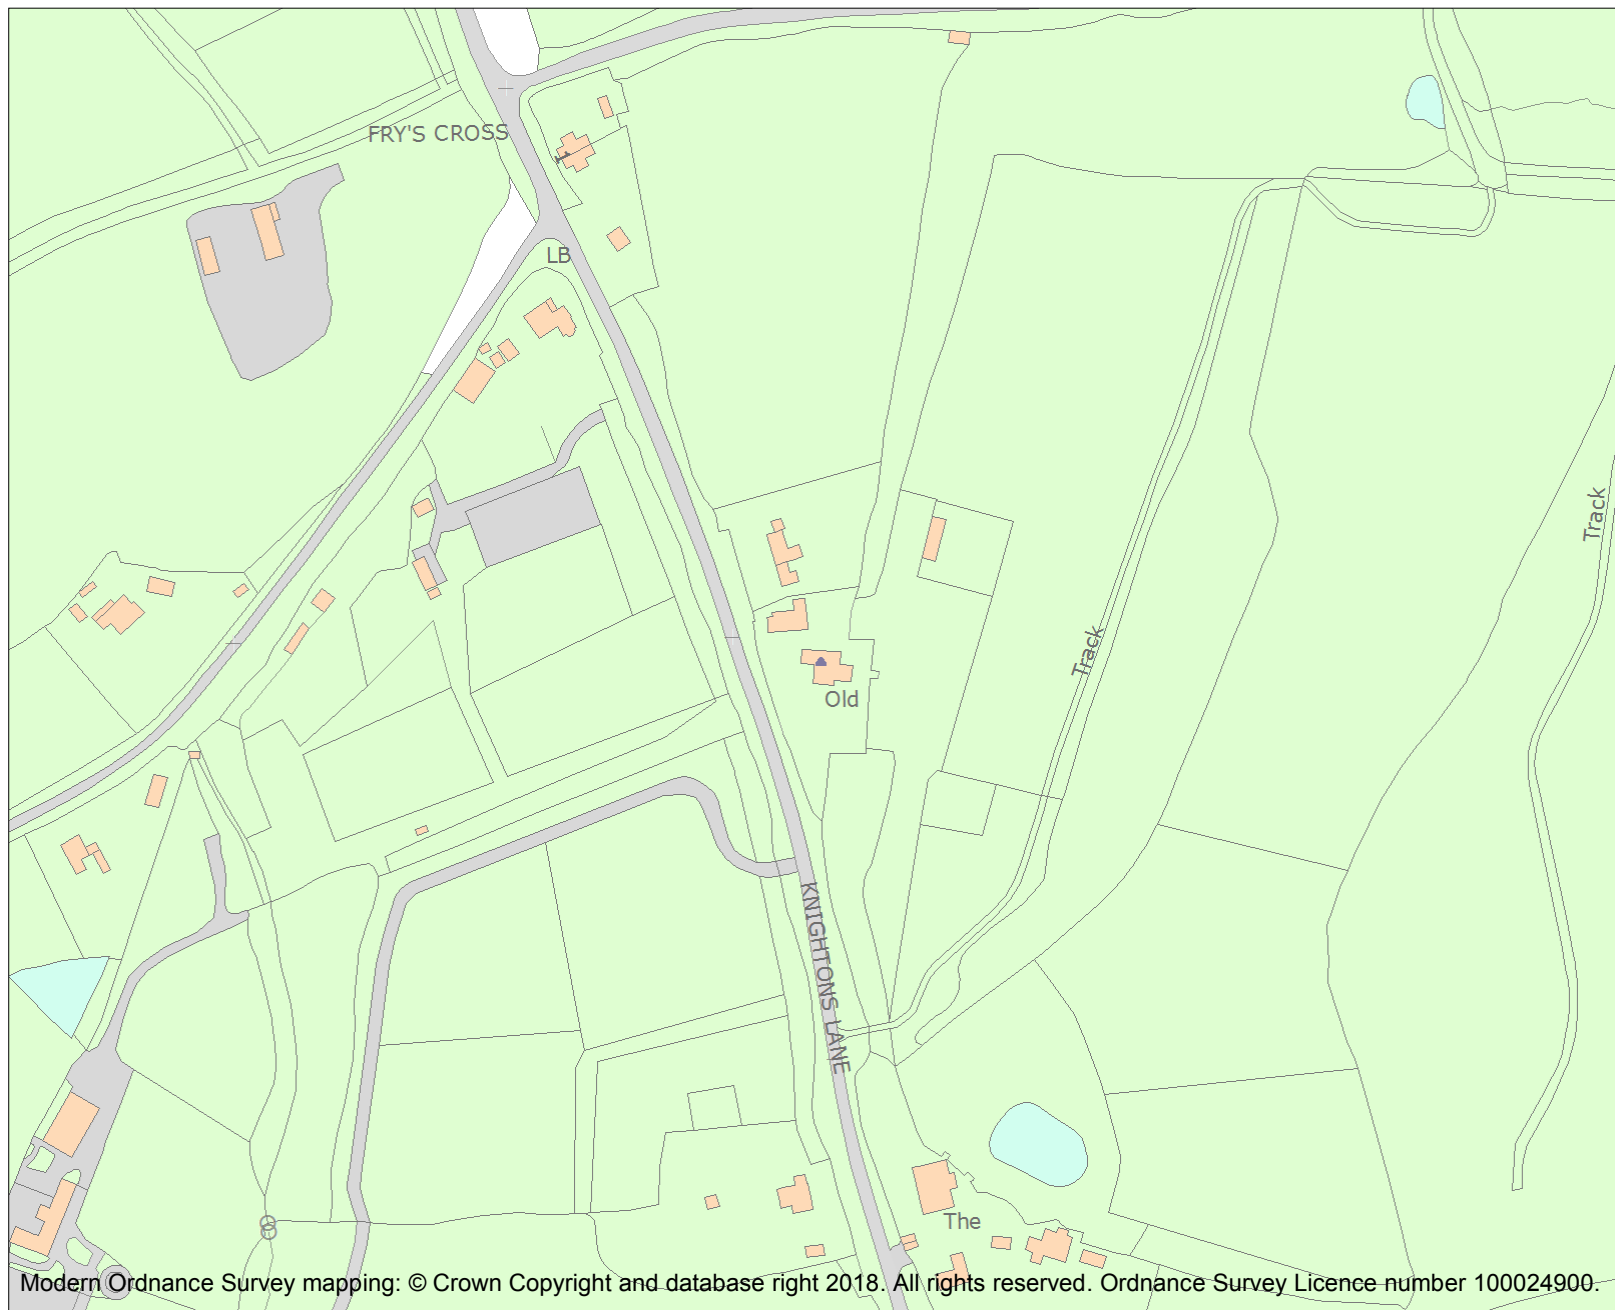 FRY'S CROSS
1
LB
Track
Track
Old
KNIGHTONS LANE
The
Modern Ordnance Survey mapping: © Crown Copyright and database right 2018. All rights reserved. Ordnance Survey Licence number 100024900.